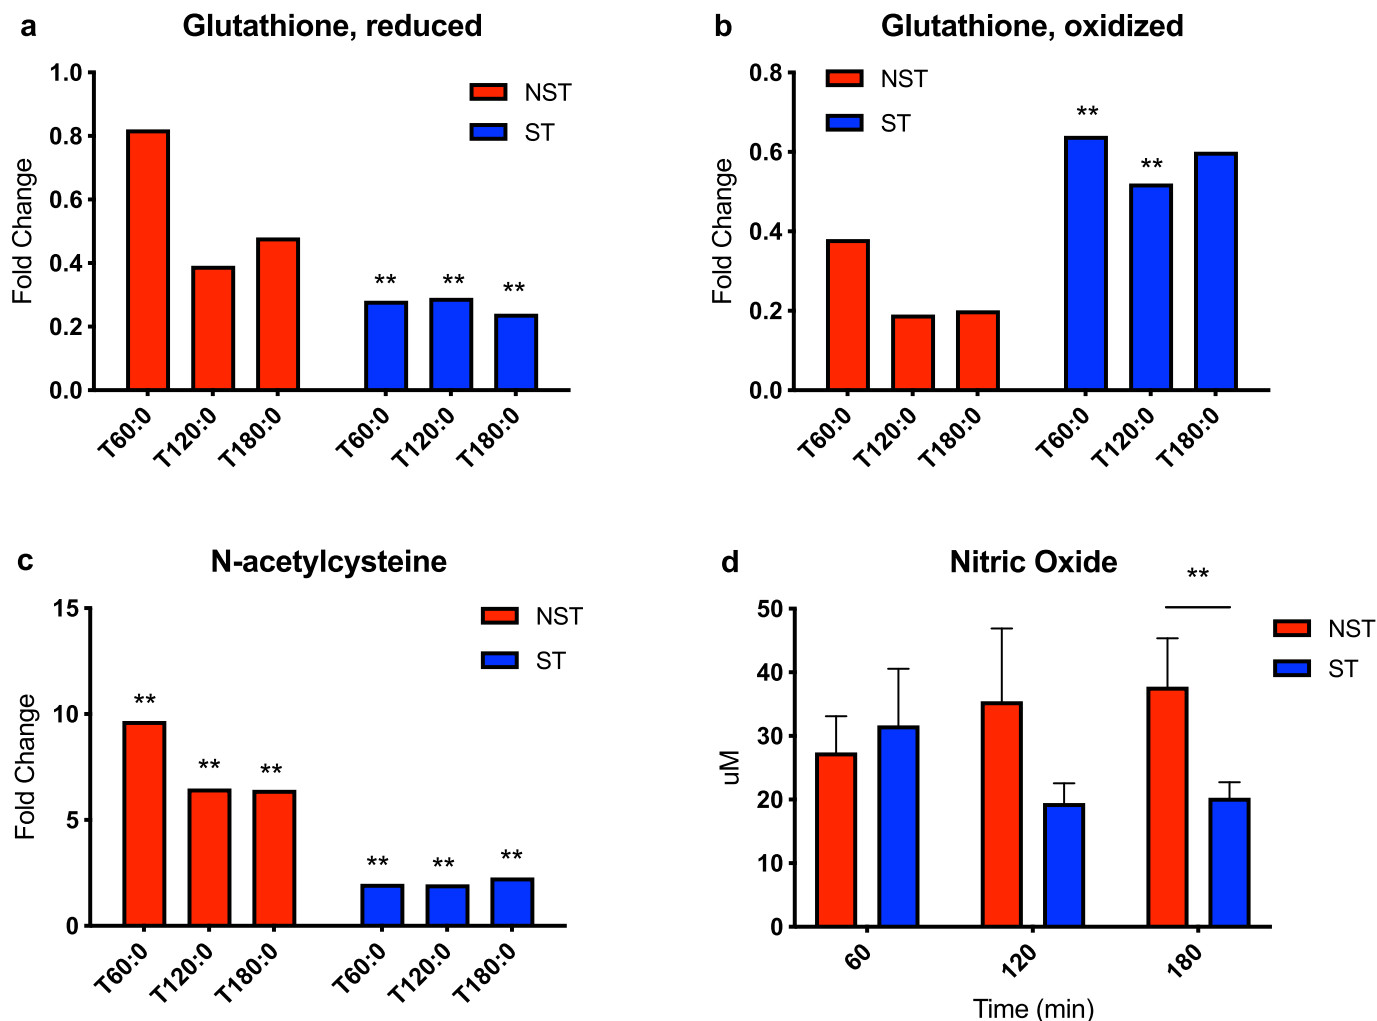 a
Glutathione, reduced
Fold Change
1.0
0.8
0.6
0.4
0.2
0.0
NST
ST
** ** **
T60:0 T120:0 T180:0 T60:0 T120:0 T180:0
b
Glutathione, oxidized
Fold Change
0.8
0.6
0.4
0.2
0.0
NST
ST
** **
T60:0 T120:0 T180:0 T60:0 T120:0 T180:0
c
N-acetylcysteine
Fold Change
15
10
5
0
NST
ST
** ** ** ** ** **
T60:0 T120:0 T180:0 T60:0 T120:0 T180:0
d
Nitric Oxide
uM
50
40
30
20
10
0
**
NST
ST
60 120 180
Time (min)